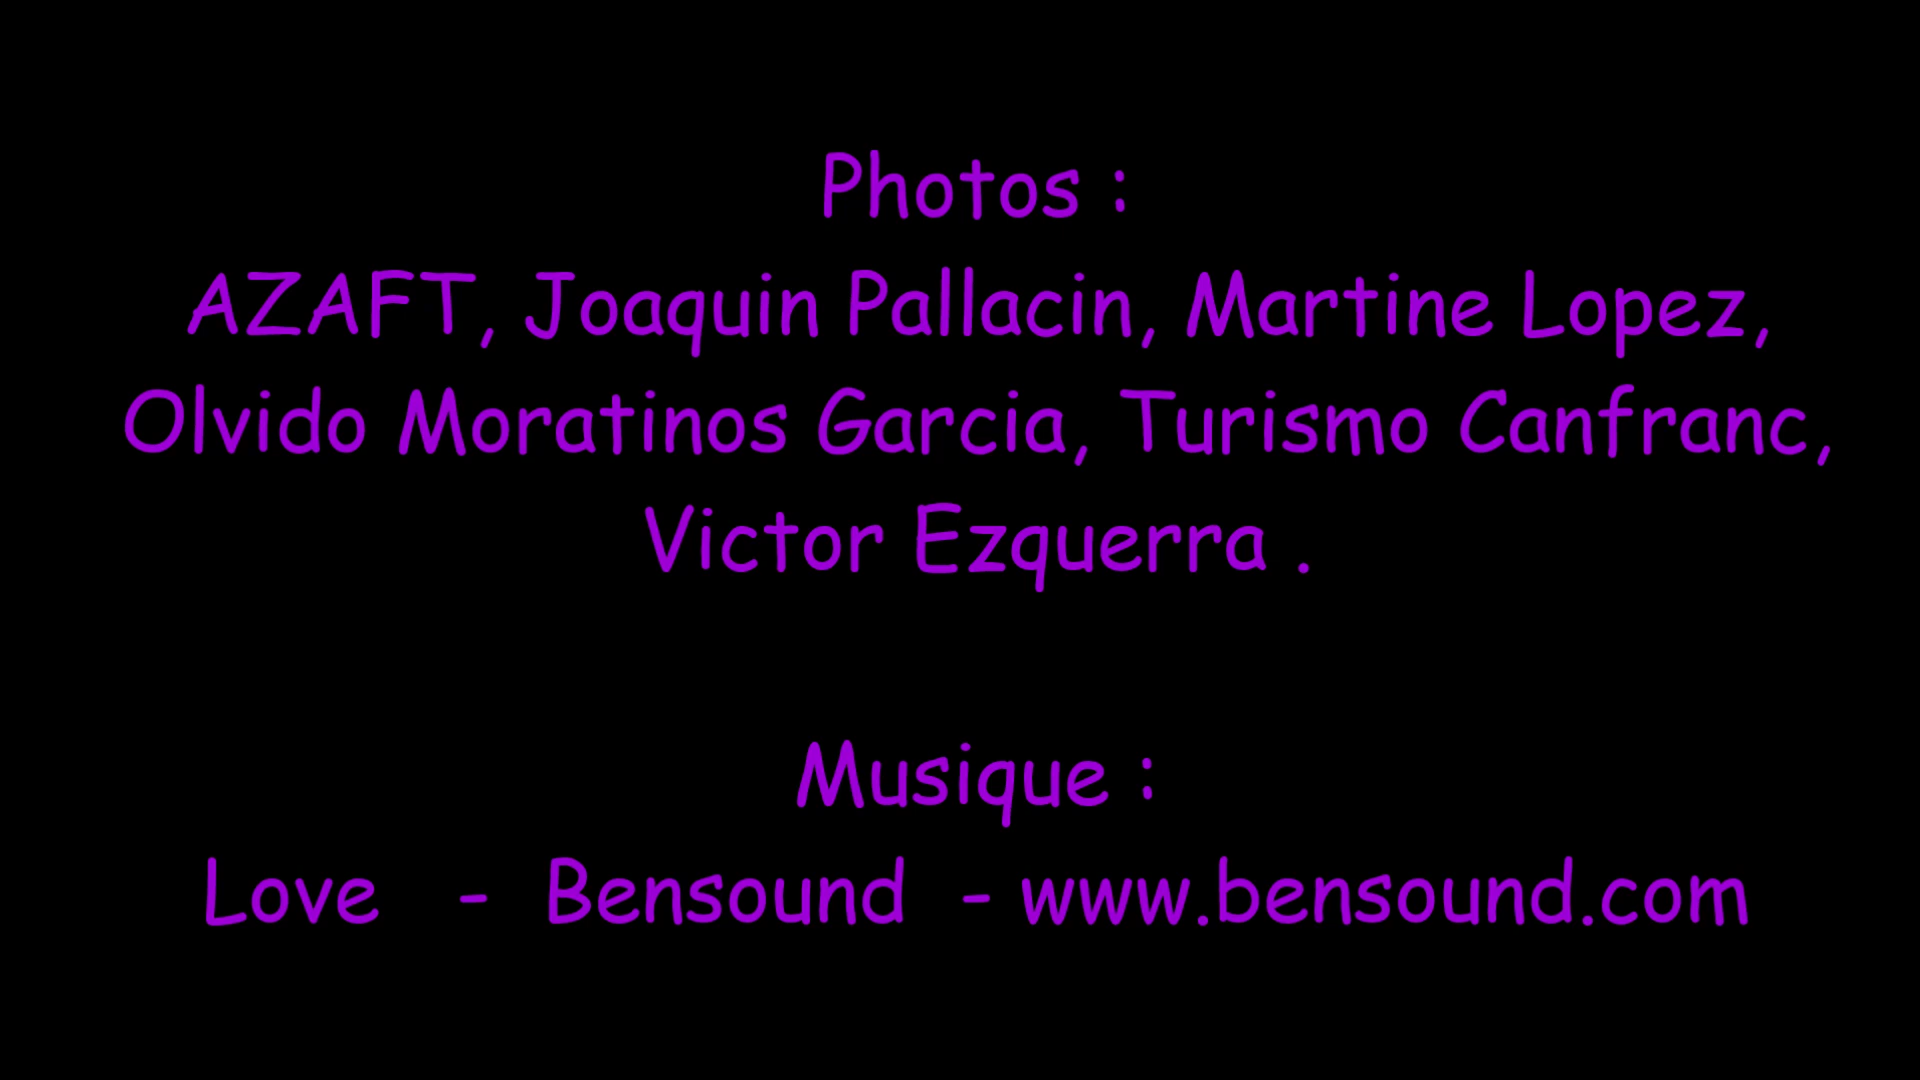 Photos :
AZAFT, Joaquin Pallacin, Martine Lopez,
Olvido Moratinos Garcia, Turismo Canfranc,
Victor Ezquerra .
Musique :
Love - Bensound - www.bensound.com